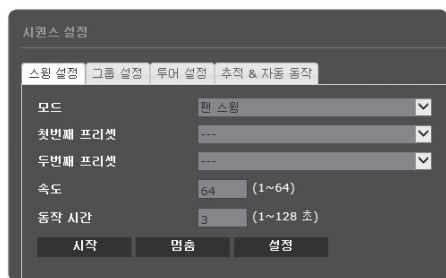 시퀀스 설정
스윙 설정 그룹 설정 투어 설정 추적 & 자동 동작
모드 팬 스윙
첫번째 프리셋 ---
두번째 프리셋 ---
속도 64 (1~64)
동작 시간 3 (1~128 초)
시작 멈춤 설정